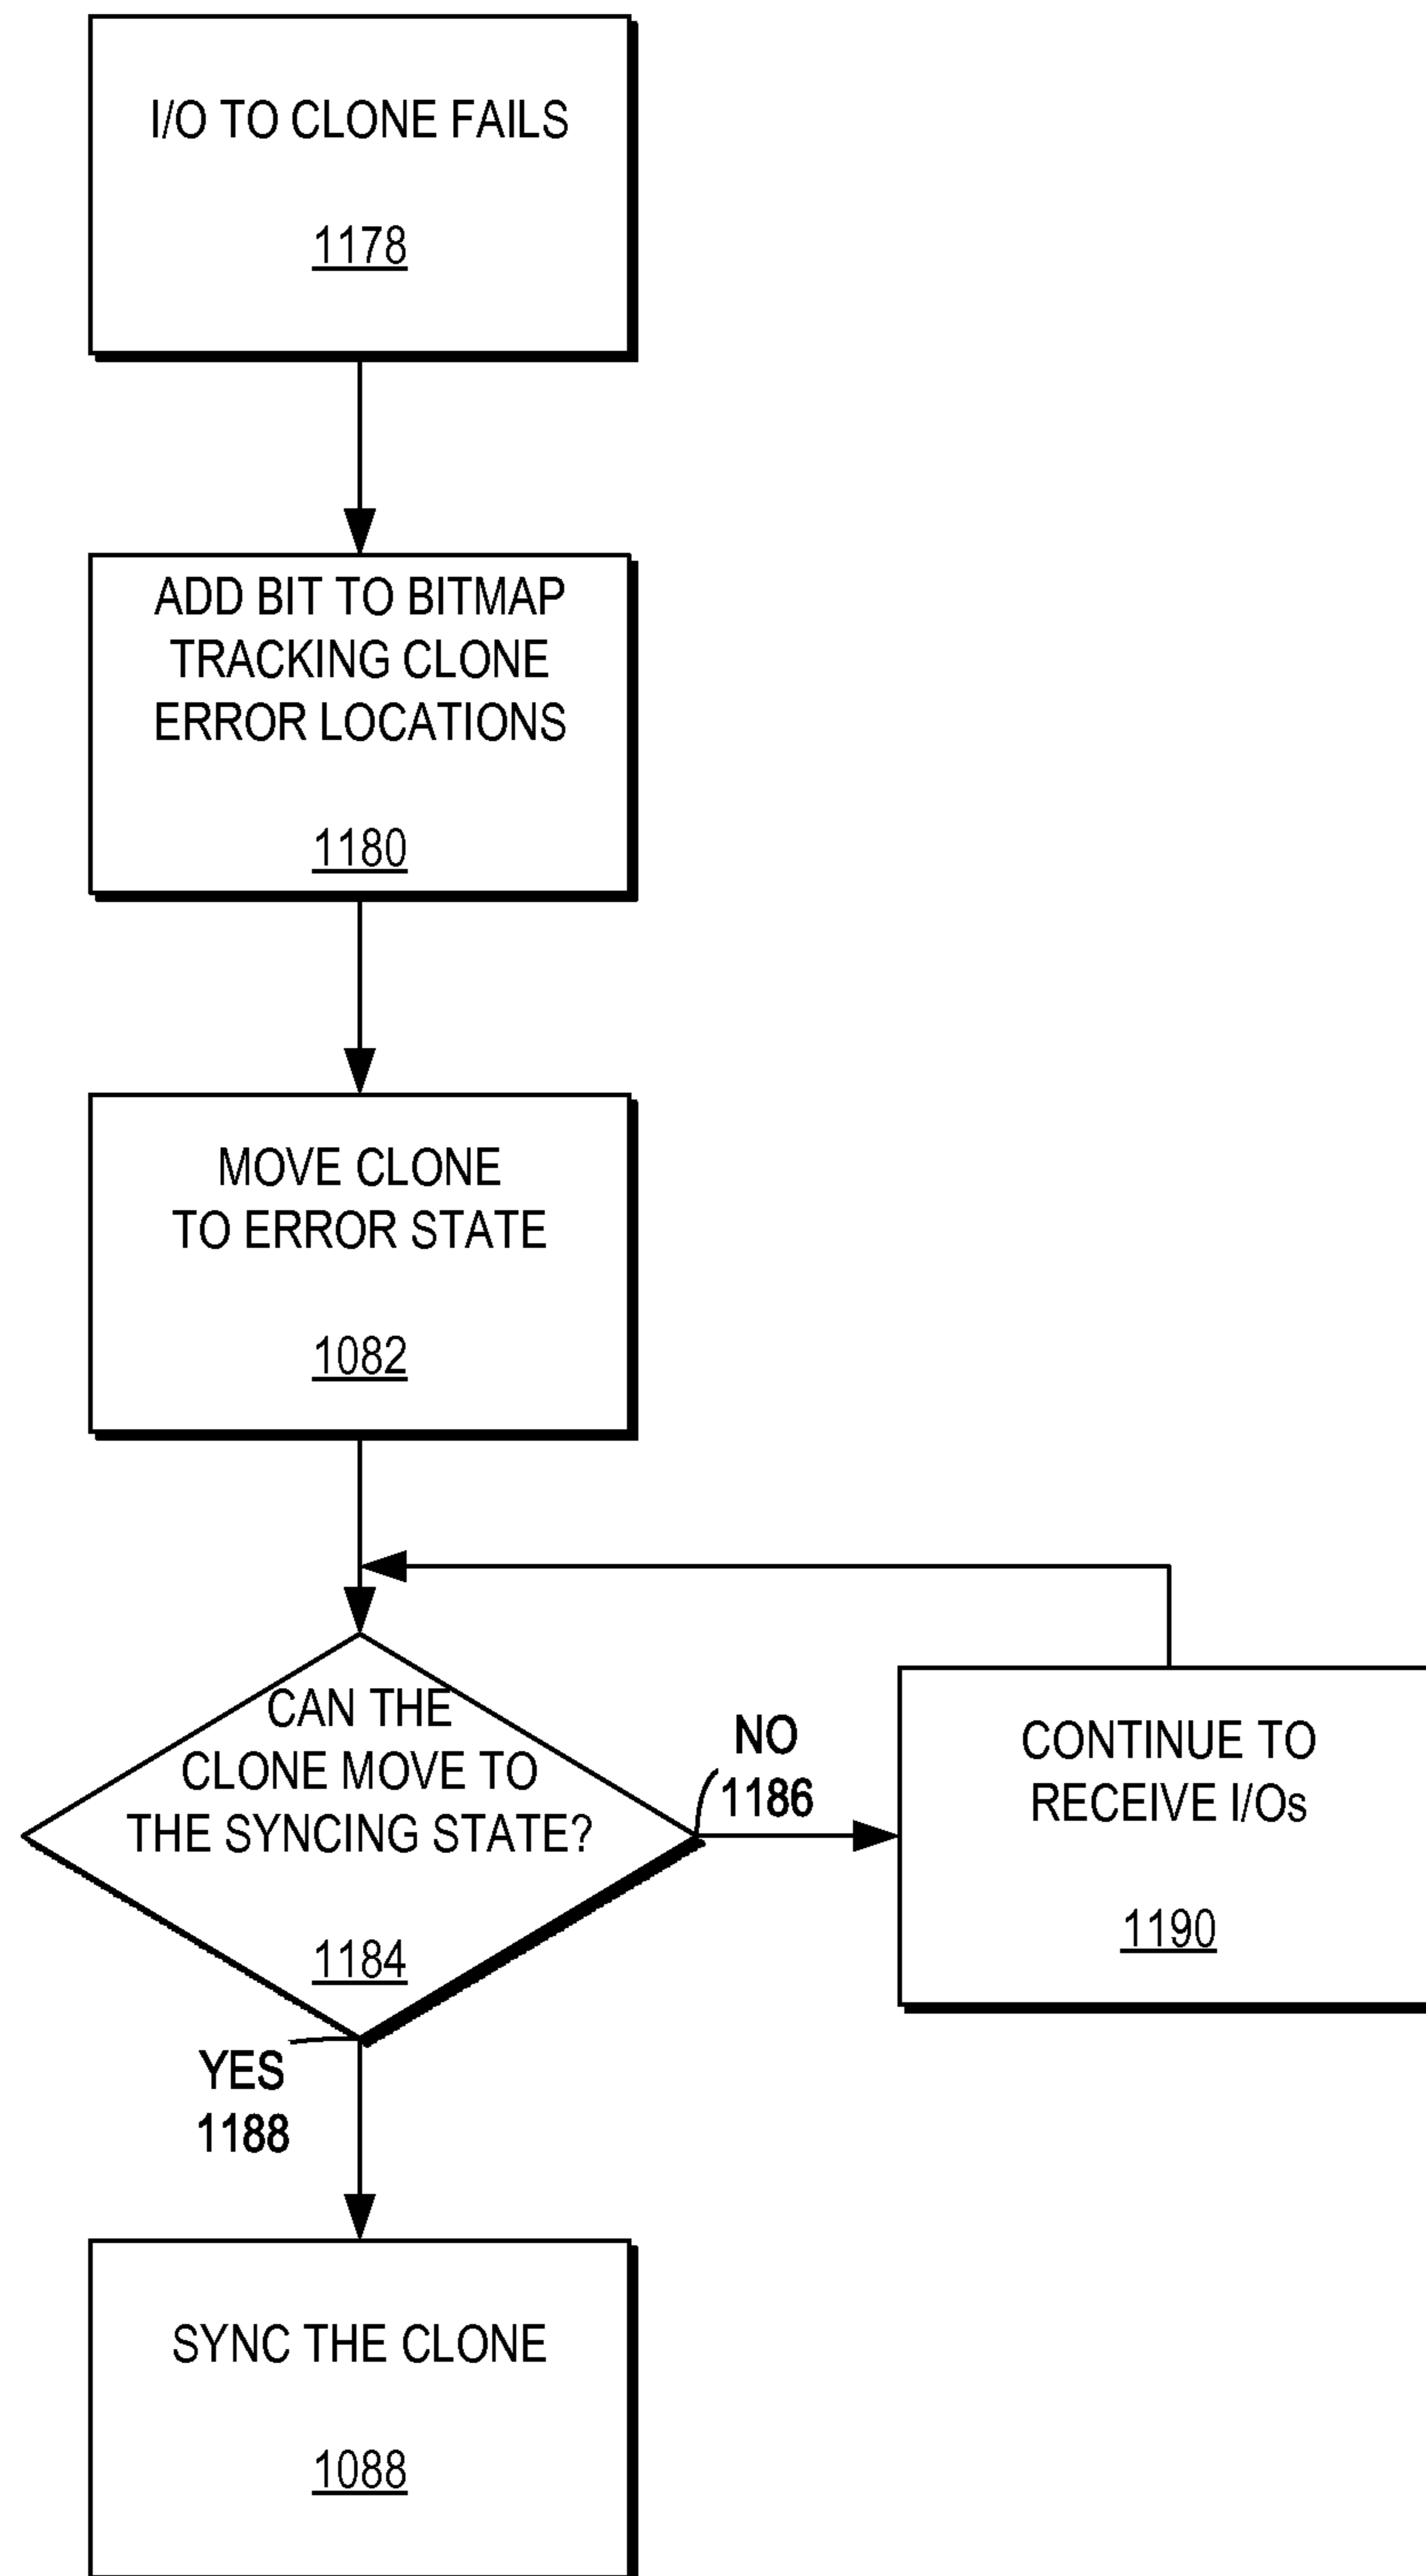 I/O TO CLONE FAILS
1178
ADD BIT TO BITMAP
TRACKING CLONE
ERROR LOCATIONS
1180
MOVE CLONE
TO ERROR STATE
1082
CAN THE
CLONE MOVE TO
THE SYNCING STATE?
1184
NO
1186
CONTINUE TO
RECEIVE I/Os
1190
YES
1188
SYNC THE CLONE
1088